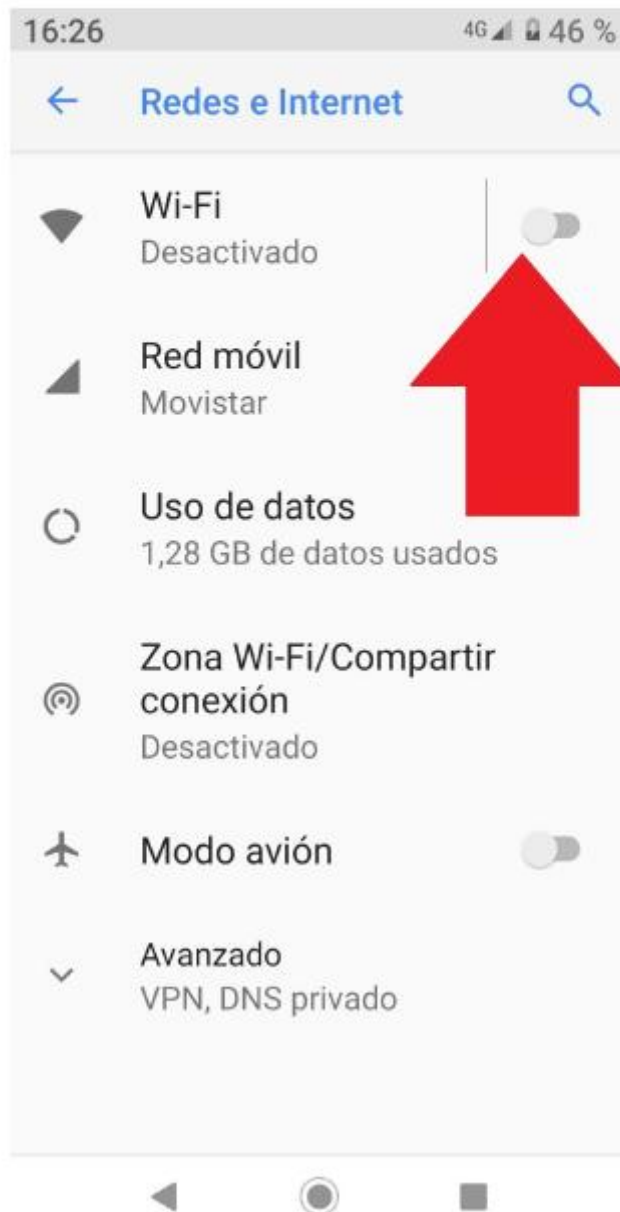 16:26 4G 46 %
Redes e Internet
Wi-Fi
Desactivado
Red móvil
Movistar
Uso de datos
1,28 GB de datos usados
Zona Wi-Fi/Compartir
conexión
Desactivado
Modo avión
Avanzado
VPN, DNS privado